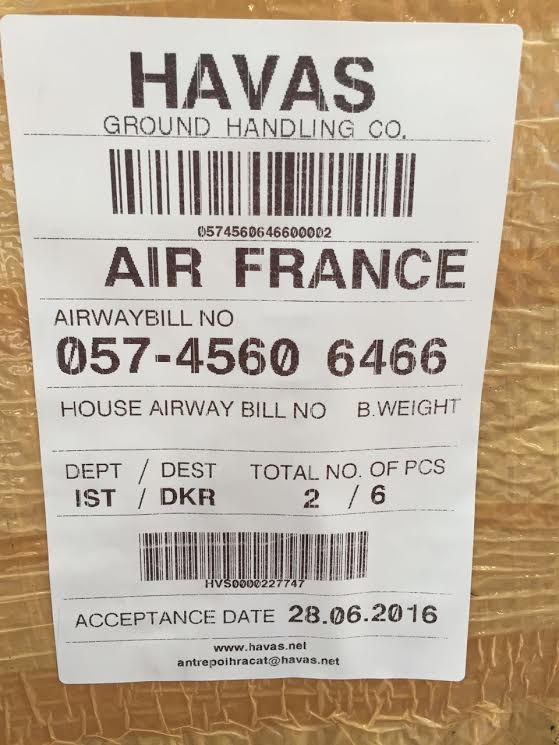 HAVAS
GROUND HANDLING CO.
0574560646600002
AIR FRANCE
AIRWAYBILL NO
057-4560 6466
HOUSE AIRWAY BILL NO B.WEIGHT
DEPT / DEST TOTAL NO. OF PCS
IST / DKR 2 / 6
HVS0000227747
ACCEPTANCE DATE 28.06.2016
www.havas.net
antrepoihracat@havas.net